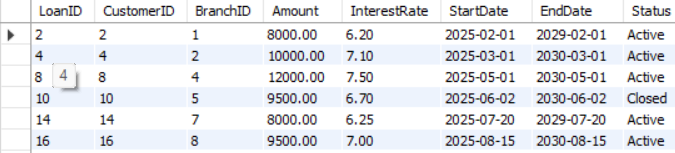 LoanID CustomerID BranchID Amount InterestRate StartDate EndDate Status
2 2 1 8000.00 6.20 2025-02-01 2029-02-01 Active
4 4 2 10000.00 7.10 2025-03-01 2030-03-01 Active
8 4 8 4 12000.00 7.50 2025-05-01 2030-05-01 Active
10 10 5 9500.00 6.70 2025-06-02 2030-06-02 Closed
14 14 7 8000.00 6.25 2025-07-20 2029-07-20 Active
16 16 8 9500.00 7.00 2025-08-15 2030-08-15 Active